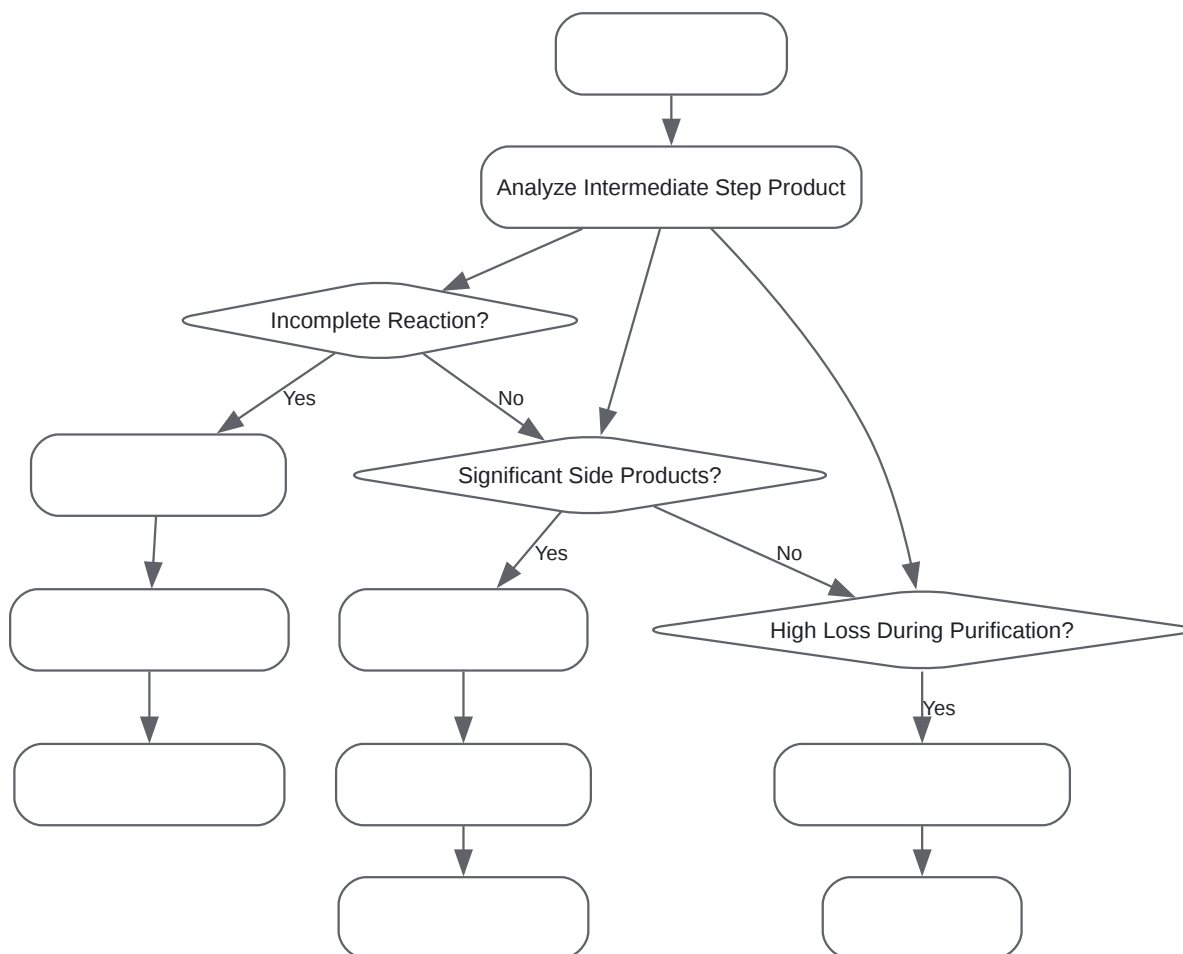 Analyze Intermediate Step Product
Incomplete Reaction?
Yes
No
Significant Side Products?
Yes
No
High Loss During Purification?
Yes